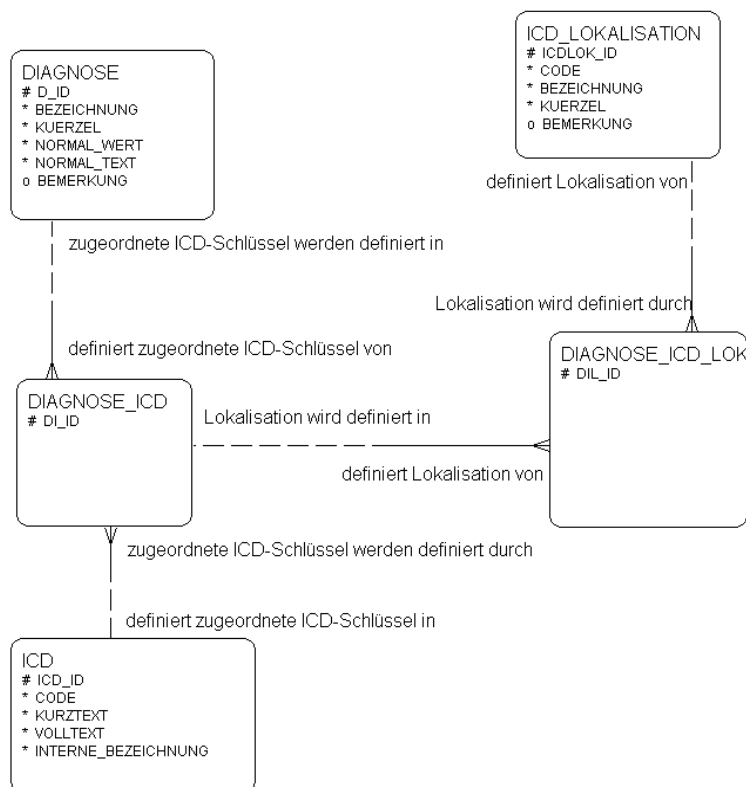 ICD_LOKALISATION
# ICDLOK_ID
* CODE
* BEZEICHNUNG
* KUERZEL
o BEMERKUNG
DIAGNOSE
# D_ID
* BEZEICHNUNG
* KUERZEL
* NORMAL_WERT
* NORMAL_TEXT
o BEMERKUNG
definiert Lokalisation von
zugeordnete ICD-Schlüssel werden definiert in
Lokalisation wird definiert durch
definiert zugeordnete ICD-Schlüssel von
DIAGNOSE_ICD_LOK
# DIL_ID
DIAGNOSE_ICD
# DI_ID
Lokalisation wird definiert in
definiert Lokalisation von
zugeordnete ICD-Schlüssel werden definiert durch
definiert zugeordnete ICD-Schlüssel in
ICD
# ICD_ID
* CODE
* KURZTEXT
* VOLLTEXT
* INTERNE_BEZEICHNUNG